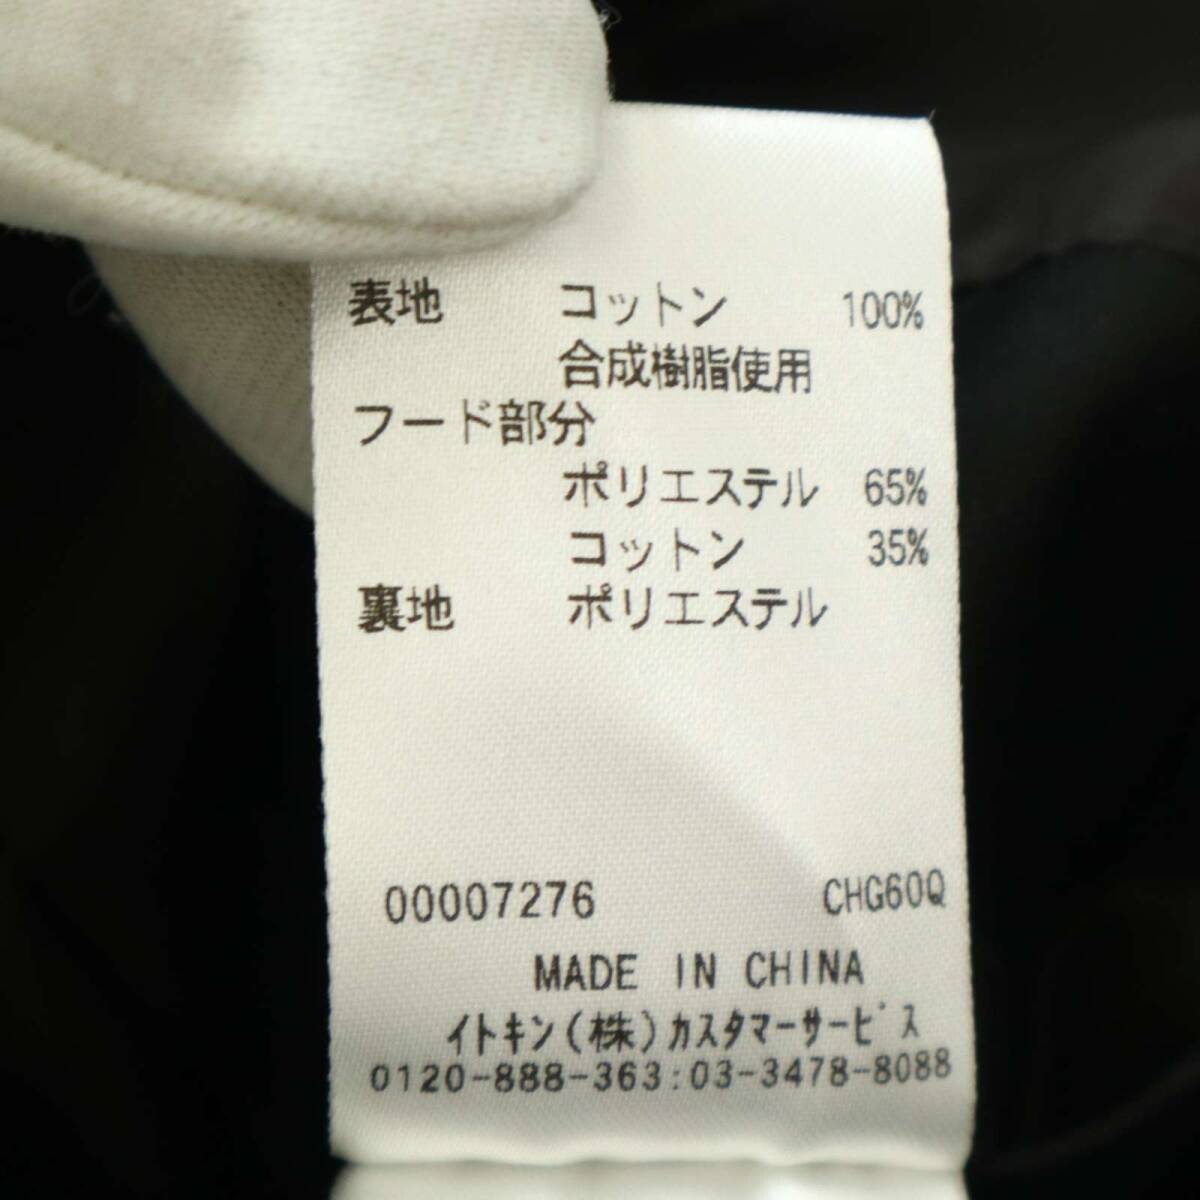 表地 コットン 100%
合成樹脂使用
フード部分
ポリエステル 65%
コットン 35%
裏地 ポリエステル
00007276 CHG60Q
MADE IN CHINA
イトキン(株)カスタマーサービス
0120-888-363:03-3478-8088